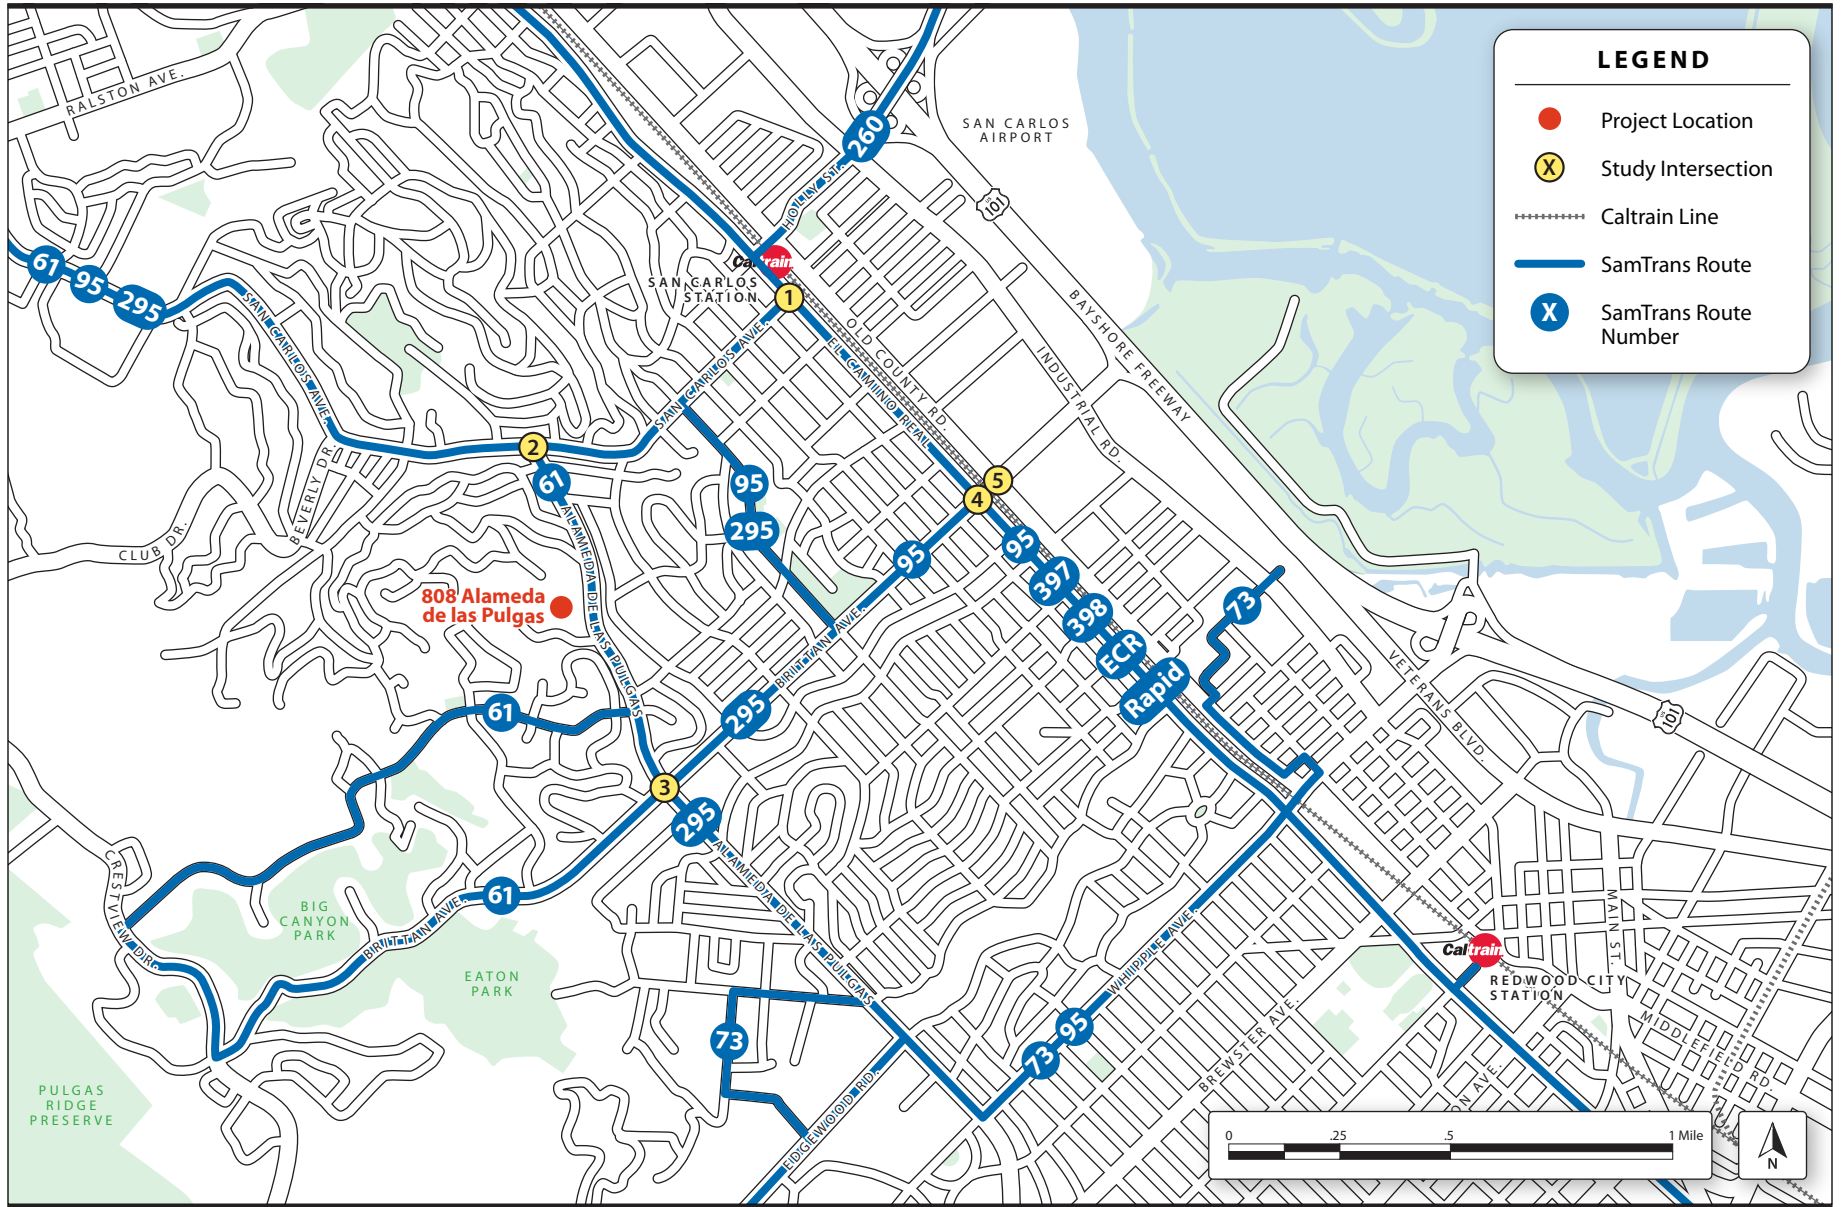 LEGEND
Project Location
X
Study Intersection
Caltrain Line
SamTrans Route
X
SamTrans Route
Number
RALSTON AVE.
260
SAN CARLOS
AIRPORT
US
101
HOLLY ST.
Caltrain
SAN CARLOS
STATION
1
61
95
295
SAN CARLOS AVE.
SAN CARLOS AVE.
OLD COUNTY RD.
EL CAMINO REAL
INDUSTRIAL RD.
BAYSHORE FREEWAY
2
61
BEVERLY DR.
CLUB DR.
95
295
5
4
95
95
397
398
ECR
Rapid
73
808 Alameda
de las Pulgas
ALAMEDA DE LAS PULGAS
BRITTAN AVE.
295
61
3
295
VETERANS BLVD.
US
101
CRESTVIEW DR.
61
BRITTAN AVE.
BIG
CANYON
PARK
EATON
PARK
ALAMEDA DE LAS PULGAS
WHIPPLE AVE.
MAIN ST.
Caltrain
REDWOOD CITY
STATION
73
95
73
BREWSTER AVE.
MIDDLEFIELD RD.
ON AVE.
EDGEWOOD RD.
PULGAS
RIDGE
PRESERVE
0 .25 .5 1 Mile
N